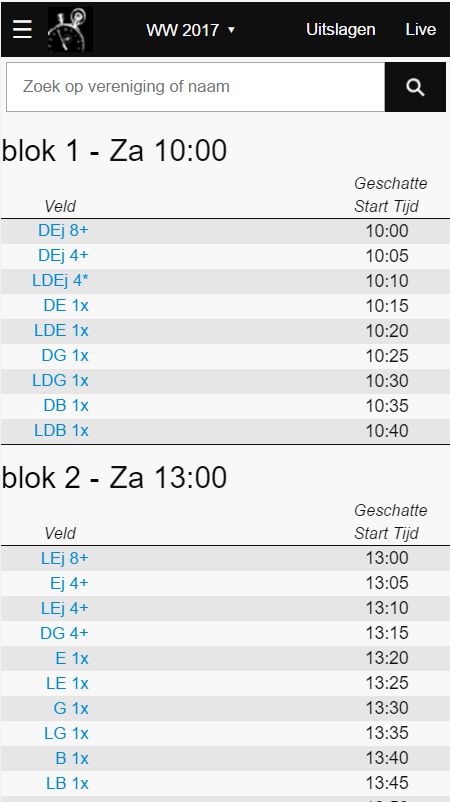 ☰ WW 2017 ▼ Uitslagen Live
Zoek op vereniging of naam
blok 1 - Za 10:00
Geschatte
Veld Start Tijd
DEj 8+ 10:00
DEj 4+ 10:05
LDEj 4* 10:10
DE 1x 10:15
LDE 1x 10:20
DG 1x 10:25
LDG 1x 10:30
DB 1x 10:35
LDB 1x 10:40
blok 2 - Za 13:00
Geschatte
Veld Start Tijd
LEj 8+ 13:00
Ej 4+ 13:05
LEj 4+ 13:10
DG 4+ 13:15
E 1x 13:20
LE 1x 13:25
G 1x 13:30
LG 1x 13:35
B 1x 13:40
LB 1x 13:45